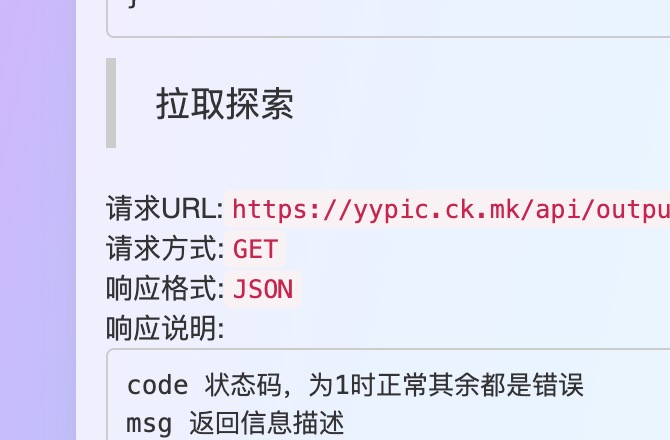 }
拉取探索
请求URL: https://yypic.ck.mk/api/outpu
请求方式: GET
响应格式: JSON
响应说明:
code 状态码，为1时正常其余都是错误
msg 返回信息描述